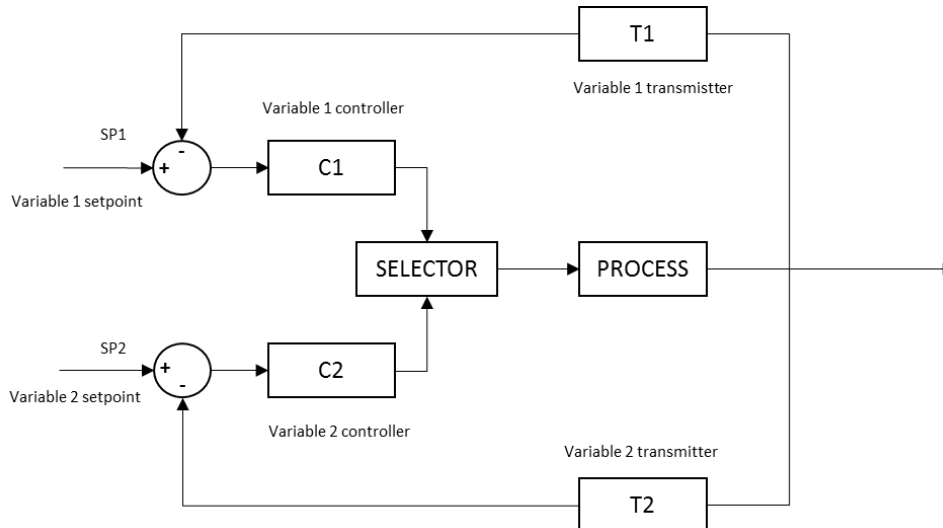 T1
Variable 1 transmistter
Variable 1 controller
SP1
-
+
C1
Variable 1 setpoint
SELECTOR
PROCESS
SP2
+
-
C2
Variable 2 setpoint
Variable 2 controller
Variable 2 transmitter
T2